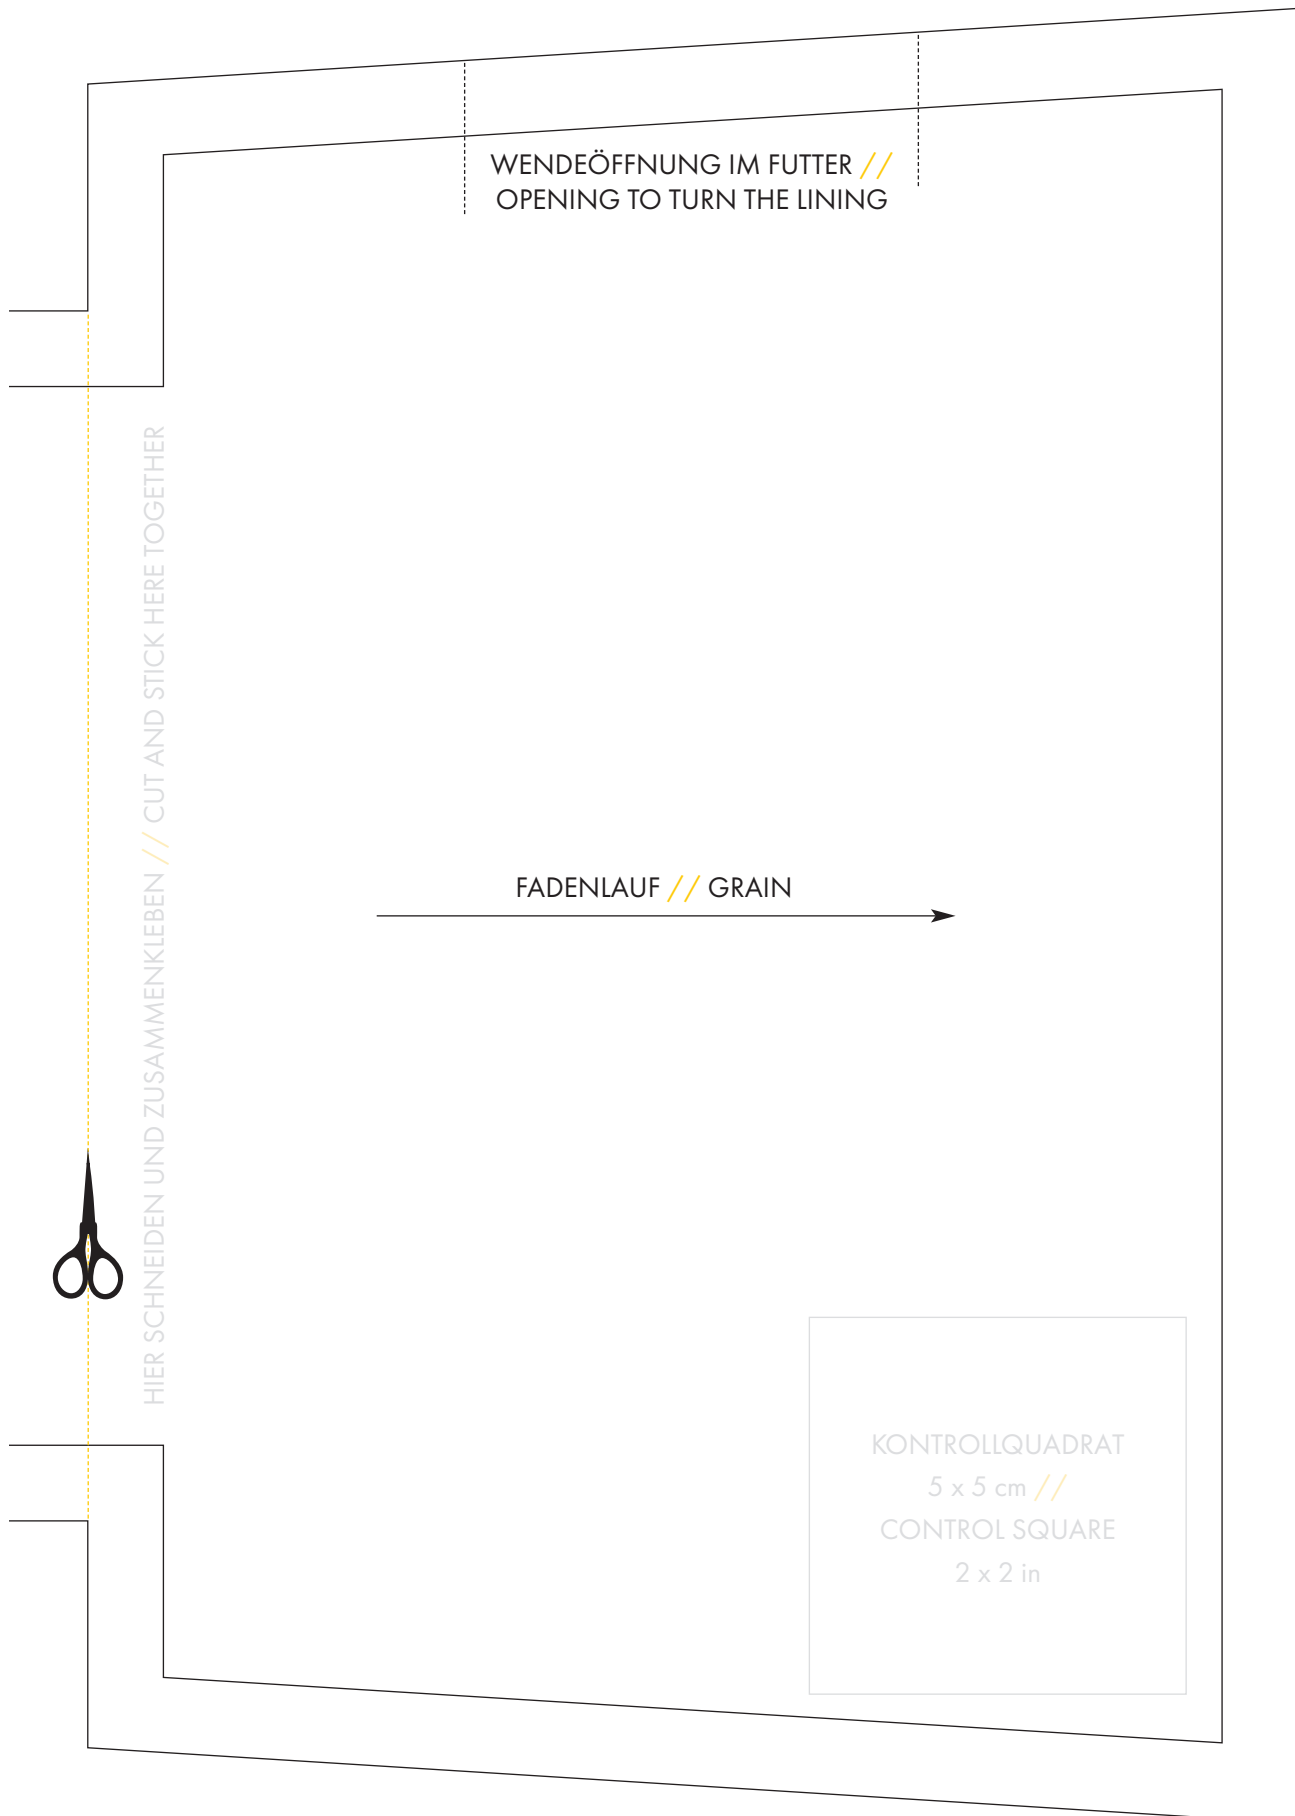 WENDEÖFFNUNG IM FUTTER //
OPENING TO TURN THE LINING
HIER SCHNEIDEN UND ZUSAMMENKLEBEN // CUT AND STICK HERE TOGETHER
FADENLAUF // GRAIN
KONTROLLQUADRAT
5 x 5 cm //
CONTROL SQUARE
2 x 2 in